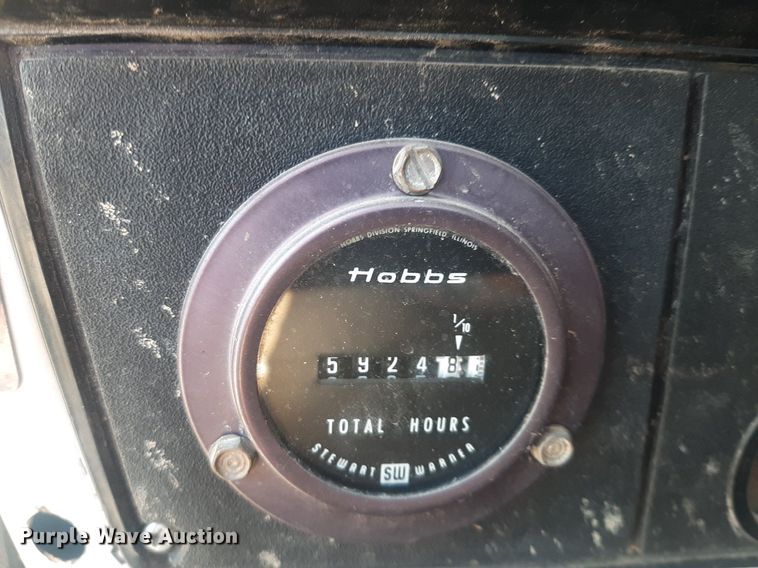 HOBBS DIVISION SPRINGFIELD, ILLINOIS
Hobbs
1/10
5 9 2 4 8
TOTAL HOURS
STEWART SW WARNER
Purple Wave Auction